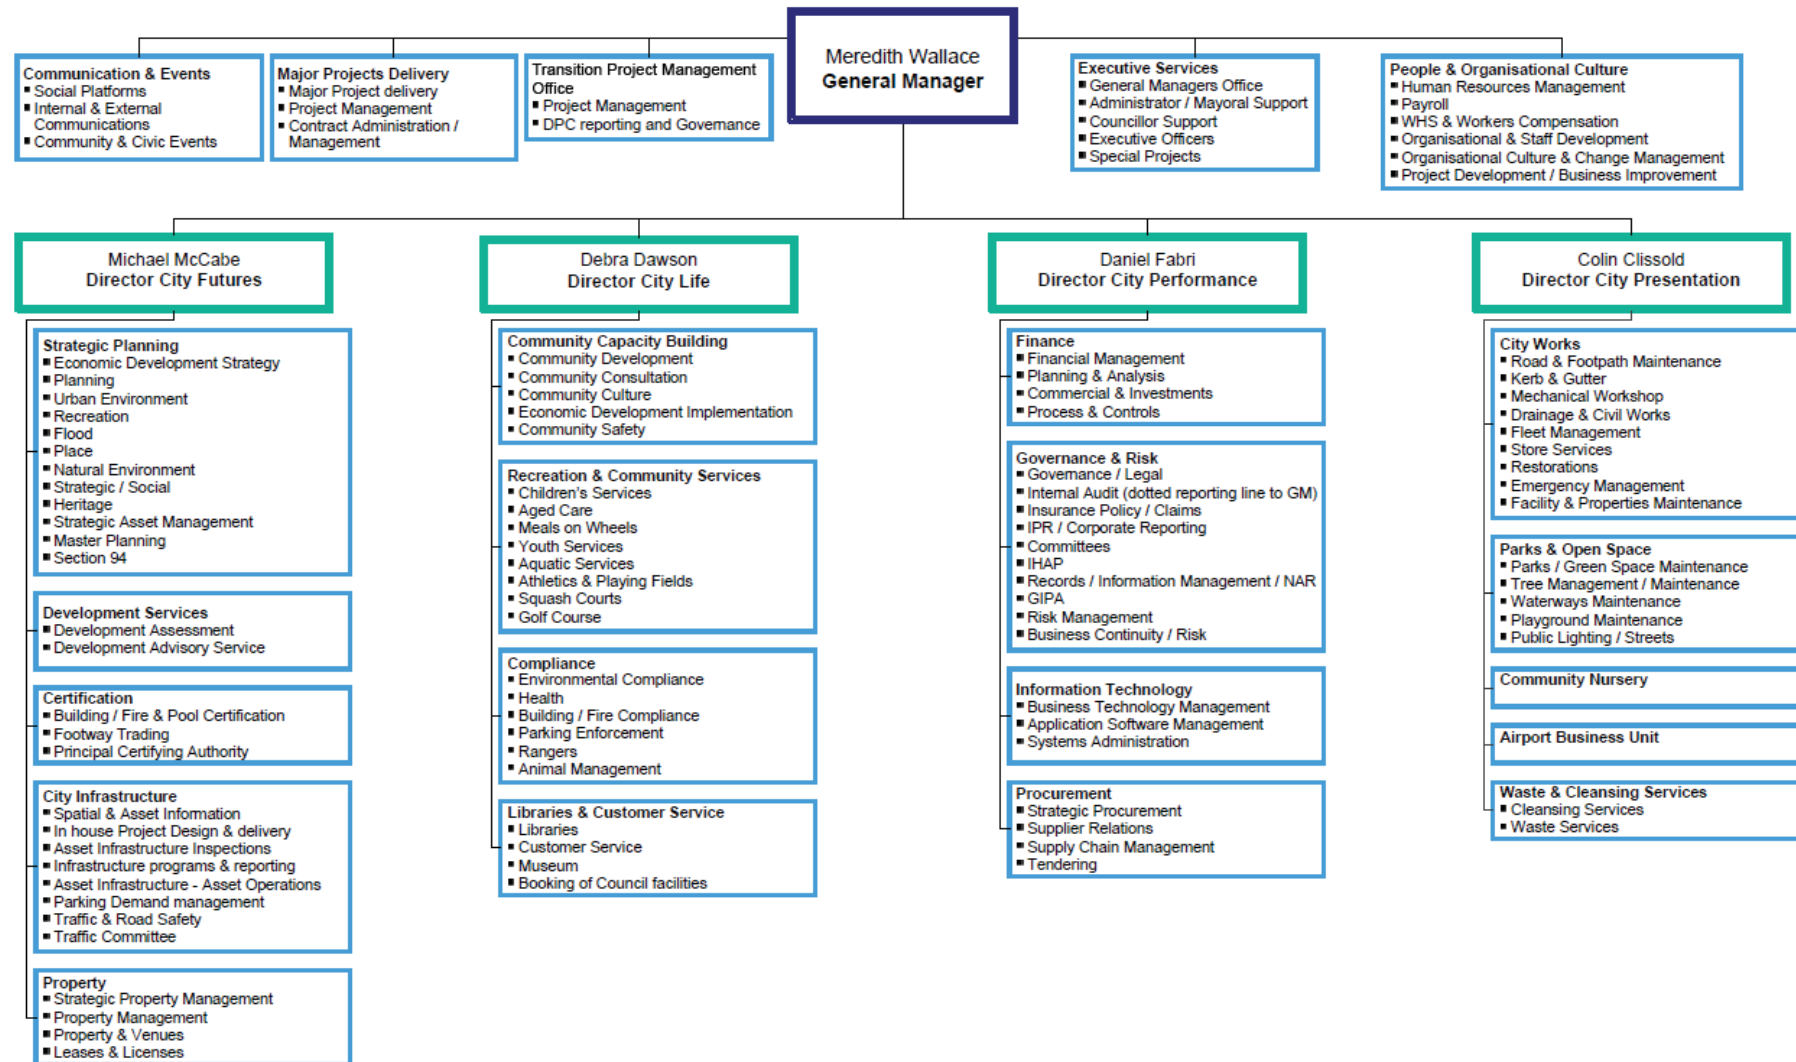 Meredith Wallace
General Manager
Communication & Events
▪ Social Platforms
▪ Internal & External
Communications
▪ Community & Civic Events
Major Projects Delivery
▪ Major Project delivery
▪ Project Management
▪ Contract Administration /
Management
Transition Project Management
Office
▪ Project Management
▪ DPC reporting and Governance
Executive Services
▪ General Managers Office
▪ Administrator / Mayoral Support
▪ Councillor Support
▪ Executive Officers
▪ Special Projects
People & Organisational Culture
▪ Human Resources Management
▪ Payroll
▪ WHS & Workers Compensation
▪ Organisational & Staff Development
▪ Organisational Culture & Change Management
▪ Project Development / Business Improvement
Michael McCabe
Director City Futures
Strategic Planning
▪ Economic Development Strategy
▪ Planning
▪ Urban Environment
▪ Recreation
▪ Flood
▪ Place
▪ Natural Environment
▪ Strategic / Social
▪ Heritage
▪ Strategic Asset Management
▪ Master Planning
▪ Section 94
Development Services
▪ Development Assessment
▪ Development Advisory Service
Certification
▪ Building / Fire & Pool Certification
▪ Footway Trading
▪ Principal Certifying Authority
City Infrastructure
▪ Spatial & Asset Information
▪ In house Project Design & delivery
▪ Asset Infrastructure Inspections
▪ Infrastructure programs & reporting
▪ Asset Infrastructure - Asset Operations
▪ Parking Demand management
▪ Traffic & Road Safety
▪ Traffic Committee
Property
▪ Strategic Property Management
▪ Property Management
▪ Property & Venues
▪ Leases & Licenses
Debra Dawson
Director City Life
Community Capacity Building
▪ Community Development
▪ Community Consultation
▪ Community Culture
▪ Economic Development Implementation
▪ Community Safety
Recreation & Community Services
▪ Children's Services
▪ Aged Care
▪ Meals on Wheels
▪ Youth Services
▪ Aquatic Services
▪ Athletics & Playing Fields
▪ Squash Courts
▪ Golf Course
Compliance
▪ Environmental Compliance
▪ Health
▪ Building / Fire Compliance
▪ Parking Enforcement
▪ Rangers
▪ Animal Management
Libraries & Customer Service
▪ Libraries
▪ Customer Service
▪ Museum
▪ Booking of Council facilities
Daniel Fabri
Director City Performance
Finance
▪ Financial Management
▪ Planning & Analysis
▪ Commercial & Investments
▪ Process & Controls
Governance & Risk
▪ Governance / Legal
▪ Internal Audit (dotted reporting line to GM)
▪ Insurance Policy / Claims
▪ IPR / Corporate Reporting
▪ Committees
▪ IHAP
▪ Records / Information Management / NAR
▪ GIPA
▪ Risk Management
▪ Business Continuity / Risk
Information Technology
▪ Business Technology Management
▪ Application Software Management
▪ Systems Administration
Procurement
▪ Strategic Procurement
▪ Supplier Relations
▪ Supply Chain Management
▪ Tendering
Colin Clissold
Director City Presentation
City Works
▪ Road & Footpath Maintenance
▪ Kerb & Gutter
▪ Mechanical Workshop
▪ Drainage & Civil Works
▪ Fleet Management
▪ Store Services
▪ Restorations
▪ Emergency Management
▪ Facility & Properties Maintenance
Parks & Open Space
▪ Parks / Green Space Maintenance
▪ Tree Management / Maintenance
▪ Waterways Maintenance
▪ Playground Maintenance
▪ Public Lighting / Streets
Community Nursery
Airport Business Unit
Waste & Cleansing Services
▪ Cleansing Services
▪ Waste Services